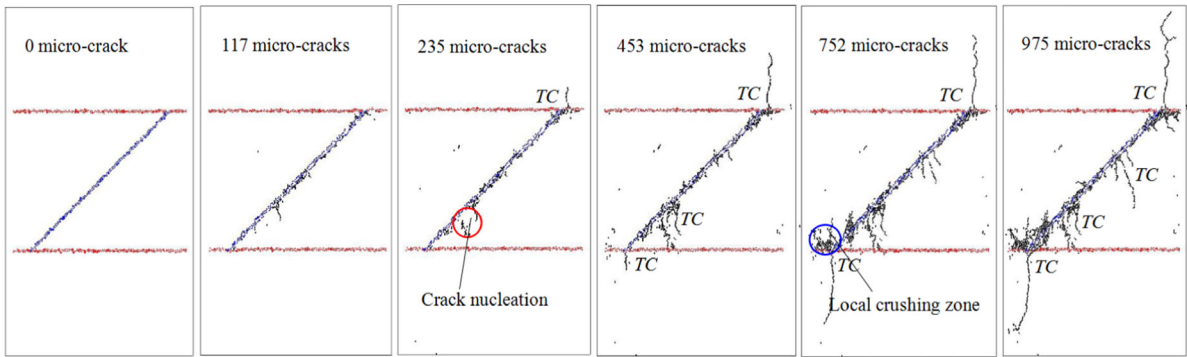 0 micro-crack
117 micro-cracks
235 micro-cracks
TC
Crack nucleation
453 micro-cracks
TC
TC
TC
752 micro-cracks
TC
TC
Local crushing zone
975 micro-cracks
TC
TC
TC